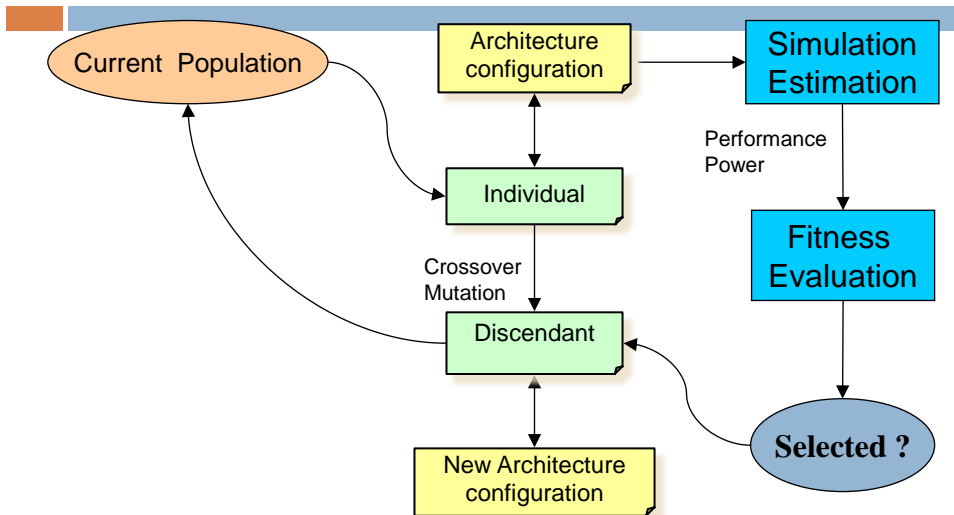 Current Population
Architecture
configuration
Simulation
Estimation
Performance
Power
Individual
Fitness
Evaluation
Crossover
Mutation
Discendant
Selected ?
New Architecture
configuration